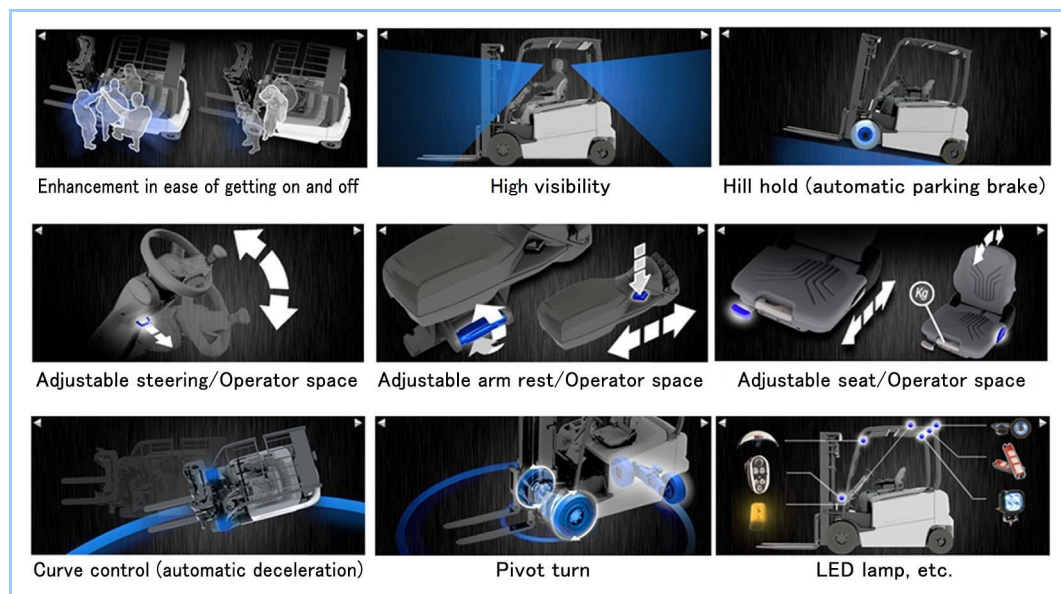 Enhancement in ease of getting on and off
High visibility
Hill hold (automatic parking brake)
Adjustable steering/Operator space
Adjustable arm rest/Operator space
Kg
Adjustable seat/Operator space
Curve control (automatic deceleration)
Pivot turn
LED lamp, etc.